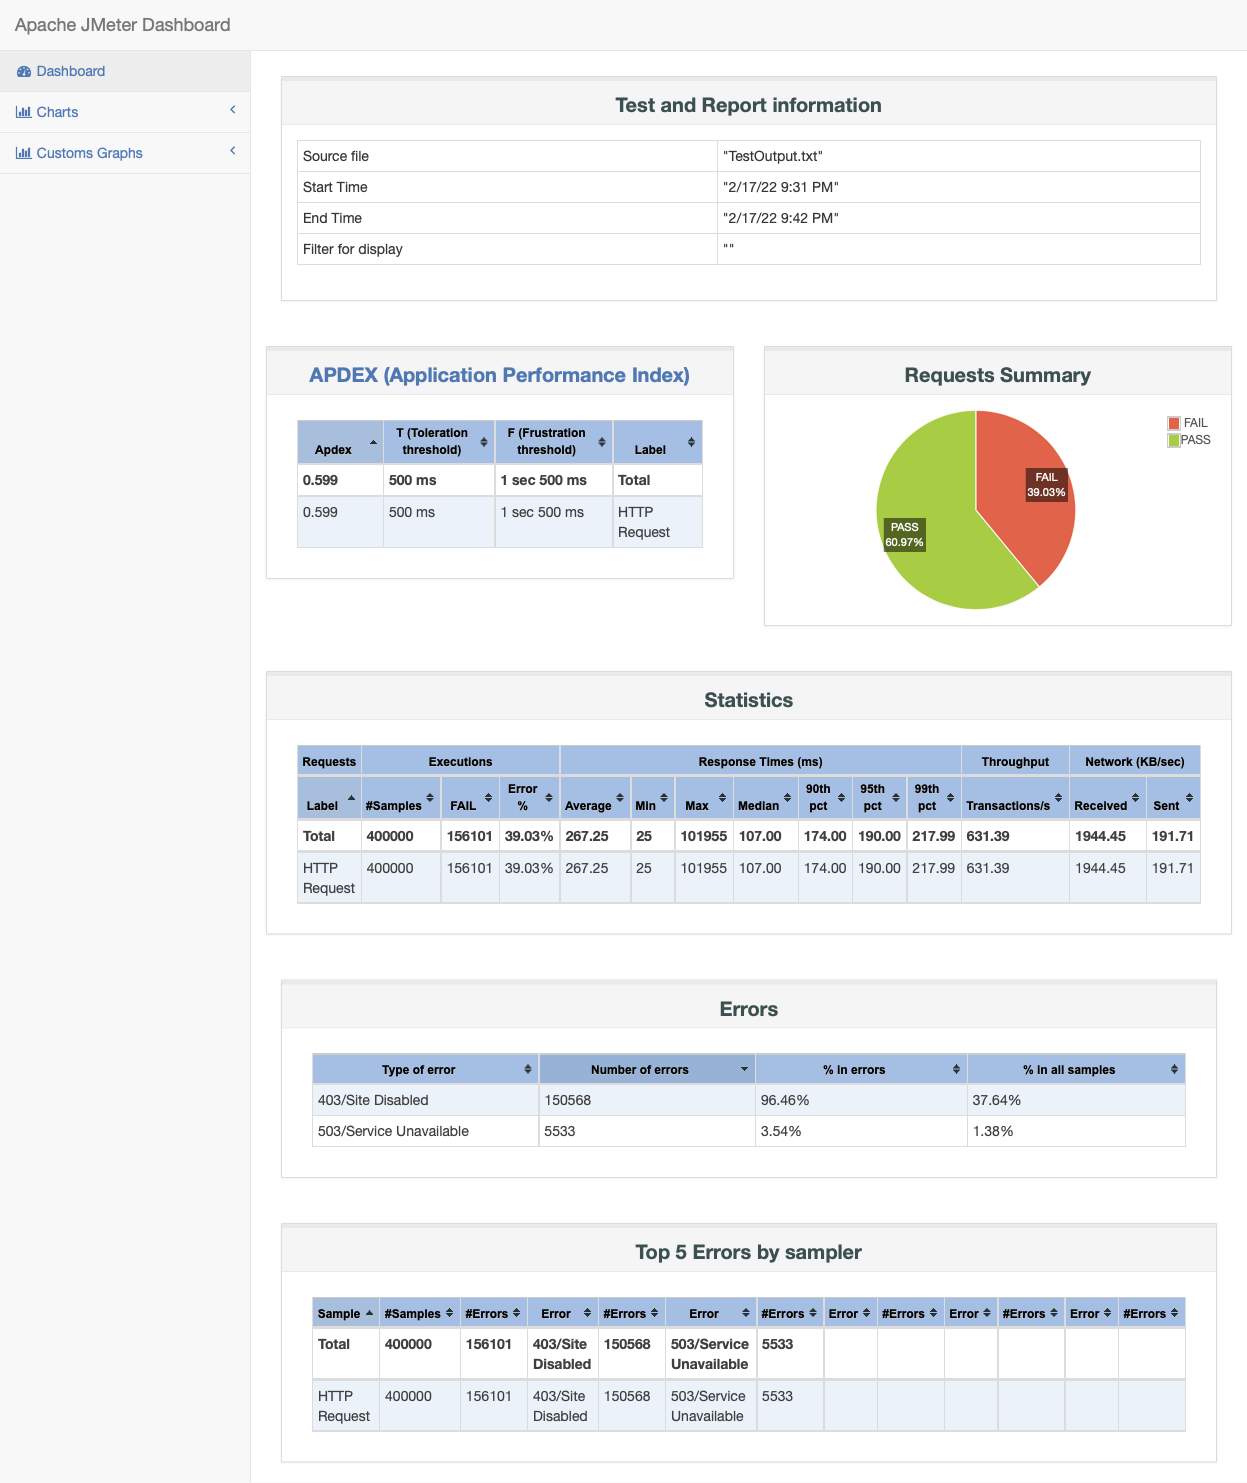 Apache JMeter Dashboard
Dashboard
Charts
Customs Graphs
Test and Report information
Source file "TestOutput.txt"
Start Time "2/17/22 9:31 PM"
End Time "2/17/22 9:42 PM"
Filter for display ""
APDEX (Application Performance Index)
Apdex T (Toleration threshold) F (Frustration threshold) Label
0.599 500 ms 1 sec 500 ms Total
0.599 500 ms 1 sec 500 ms HTTP Request
Requests Summary
FAIL
PASS
FAIL
39.03%
PASS
60.97%
Statistics
Requests Executions Response Times (ms) Throughput Network (KB/sec)
Label #Samples FAIL Error % Average Min Max Median 90th pct 95th pct 99th pct Transactions/s Received Sent
Total 400000 156101 39.03% 267.25 25 101955 107.00 174.00 190.00 217.99 631.39 1944.45 191.71
HTTP Request 400000 156101 39.03% 267.25 25 101955 107.00 174.00 190.00 217.99 631.39 1944.45 191.71
Errors
Type of error Number of errors % in errors % in all samples
403/Site Disabled 150568 96.46% 37.64%
503/Service Unavailable 5533 3.54% 1.38%
Top 5 Errors by sampler
Sample #Samples #Errors Error #Errors Error #Errors Error #Errors Error #Errors Error #Errors
Total 400000 156101 403/Site Disabled 150568 503/Service Unavailable 5533
HTTP Request 400000 156101 403/Site Disabled 150568 503/Service Unavailable 5533